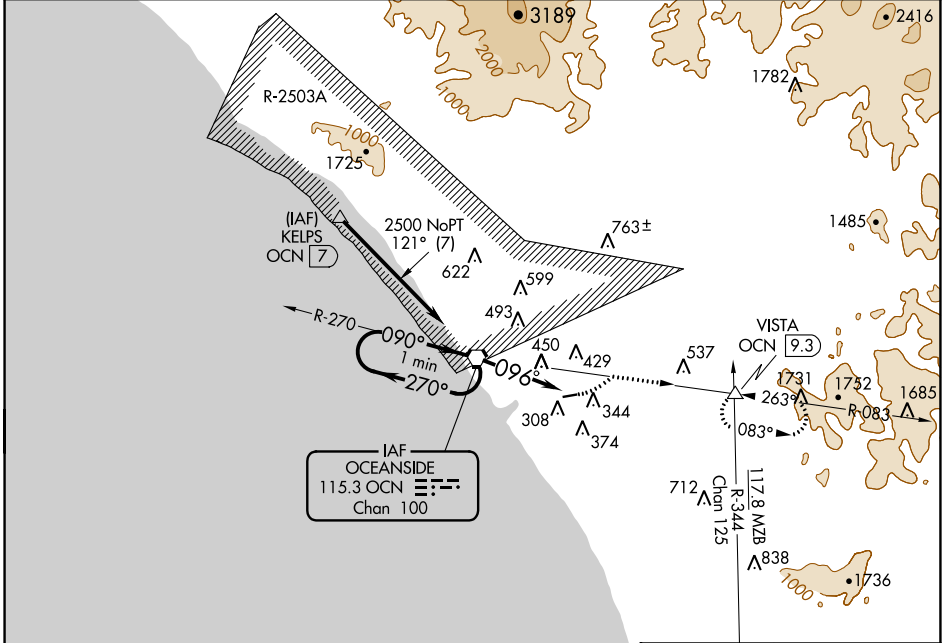 3189
2416
2000
1000
1000
1782
R-2503A
1000
1725
(IAF)
KELPS
OCN 7
2500 NoPT
121° (7)
622
599
493
763±
1485
R-270
090°
1 min
270°
096°
450
429
537
VISTA
OCN 9.3
1731
1752
1685
263°
R-083
083°
308
344
374
IAF
OCEANSIDE
115.3 OCN
Chan 100
712
117.8 MZB
R-344
Chan 125
838
1000
1736